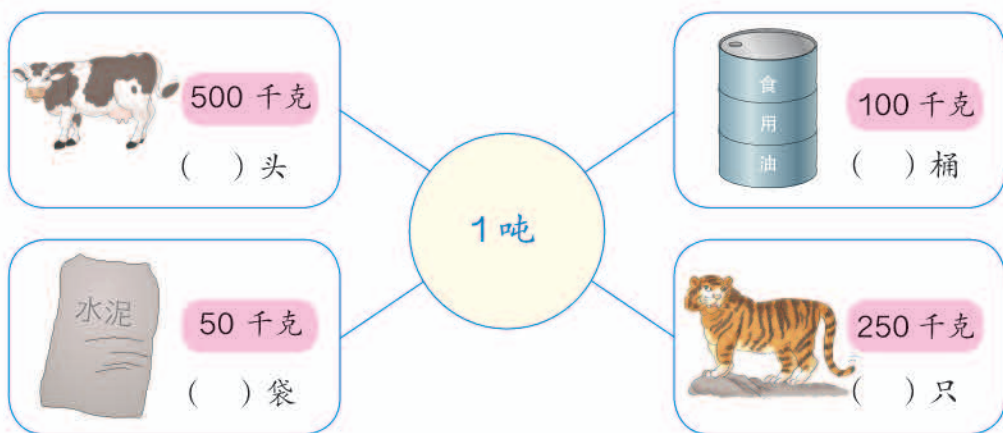 500 千克
( ) 头
食
用
油
100 千克
( ) 桶
1 吨
水泥
50 千克
( ) 袋
250 千克
( ) 只